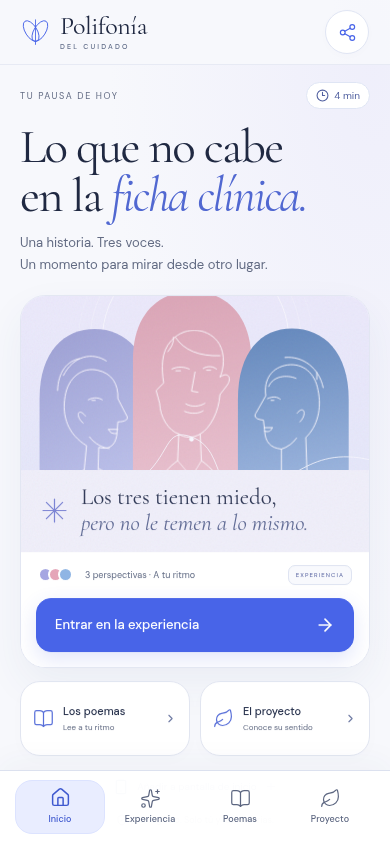 Polifonía
DEL CUIDADO
TU PAUSA DE HOY
4 min
Lo que no cabe
en la ficha clínica.
Una historia. Tres voces.
Un momento para mirar desde otro lugar.
Los tres tienen miedo,
pero no le temen a lo mismo.
3 perspectivas · A tu ritmo
EXPERIENCIA
Entrar en la experiencia
Los poemas
Lee a tu ritmo
El proyecto
Conoce su sentido
Inicio
Experiencia
Poemas
Proyecto